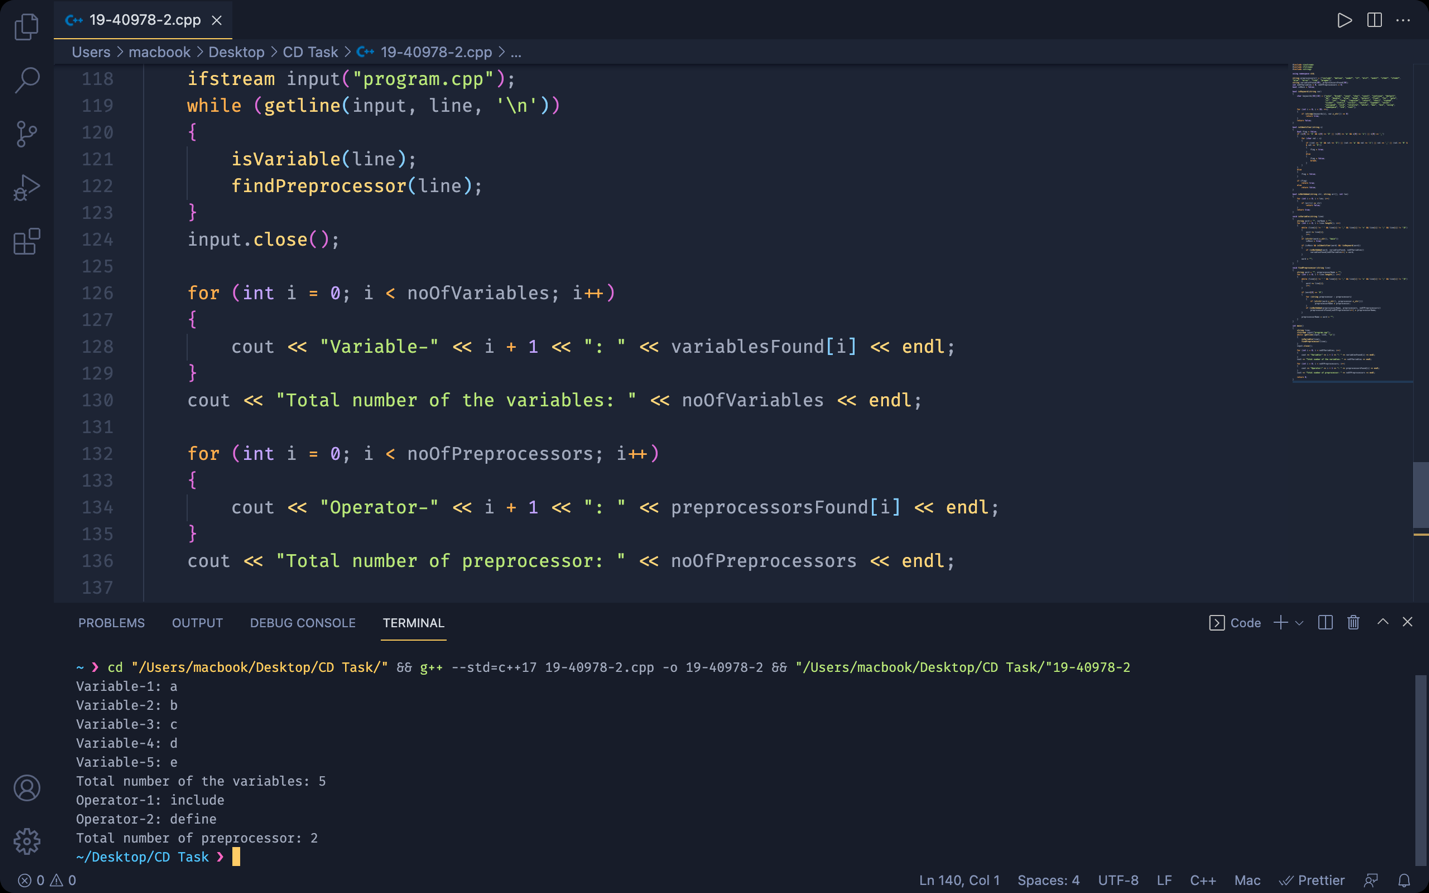 19-40978-2.cpp
Users > macbook > Desktop > CD Task > 19-40978-2.cpp > ...
118 ifstream input("program.cpp");
119 while (getline(input, line, '\n'))
120 {
121 isVariable(line);
122 findPreprocessor(line);
123 }
124 input.close();
125
126 for (int i = 0; i < noOfVariables; i++)
127 {
128 cout << "Variable-" << i + 1 << ": " << variablesFound[i] << endl;
129 }
130 cout << "Total number of the variables: " << noOfVariables << endl;
131
132 for (int i = 0; i < noOfPreprocessors; i++)
133 {
134 cout << "Operator-" << i + 1 << ": " << preprocessorsFound[i] << endl;
135 }
136 cout << "Total number of preprocessor: " << noOfPreprocessors << endl;
137
PROBLEMS OUTPUT DEBUG CONSOLE TERMINAL Code
~ ❯ cd "/Users/macbook/Desktop/CD Task/" && g++ --std=c++17 19-40978-2.cpp -o 19-40978-2 && "/Users/macbook/Desktop/CD Task/"19-40978-2
Variable-1: a
Variable-2: b
Variable-3: c
Variable-4: d
Variable-5: e
Total number of the variables: 5
Operator-1: include
Operator-2: define
Total number of preprocessor: 2
~/Desktop/CD Task ❯
0 0 Ln 140, Col 1 Spaces: 4 UTF-8 LF C++ Mac Prettier